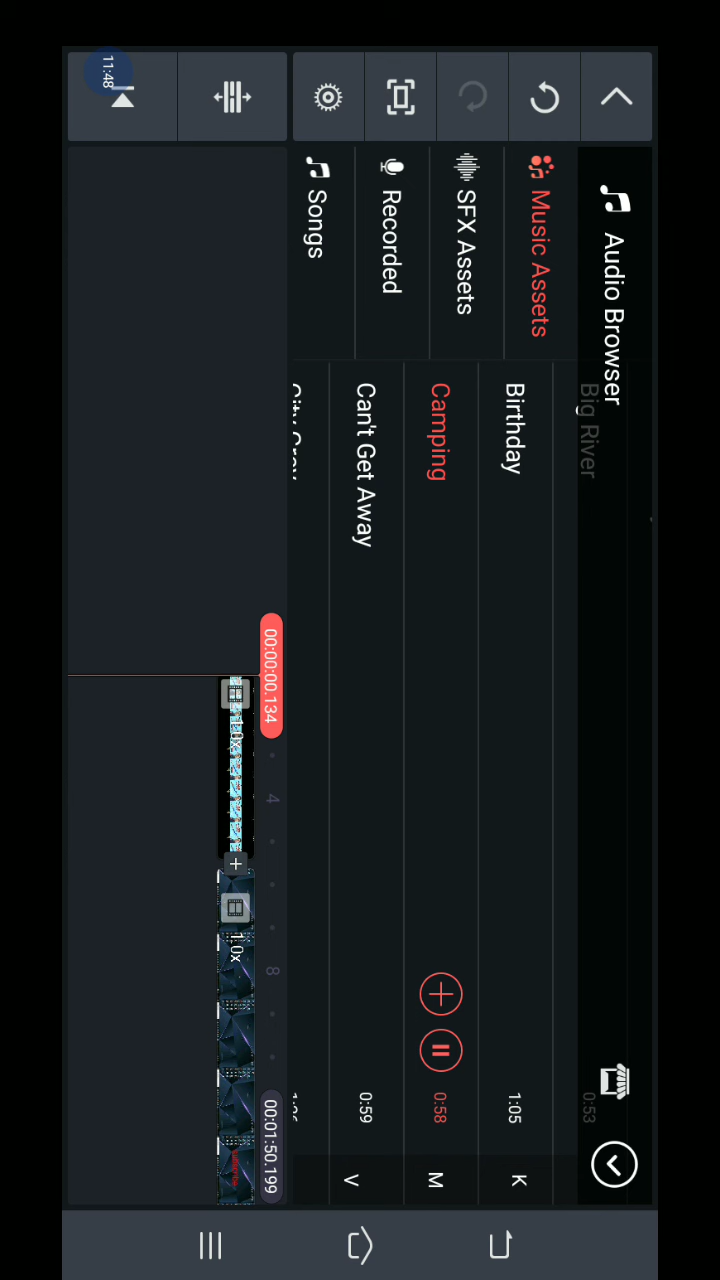 Audio Browser
Music Assets
SFX Assets
Recorded
Songs
Big River
0:53
Birthday
1:05
K
Camping
0:58
M
Can't Get Away
0:59
V
00:00:00.134
4
8
00:01:50.199
1.0x
1.0x
11:48